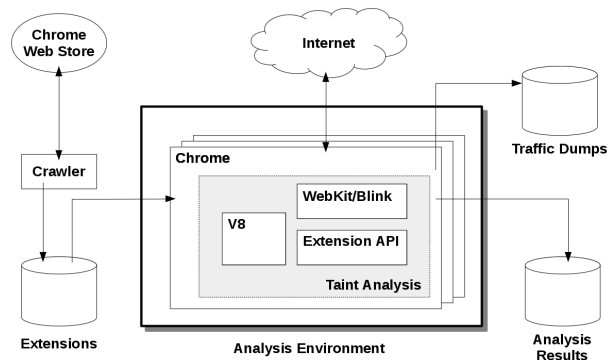 Chrome
Web Store
Internet
Crawler
Traffic Dumps
Chrome
WebKit/Blink
V8
Extension API
Taint Analysis
Extensions
Analysis Environment
Analysis
Results